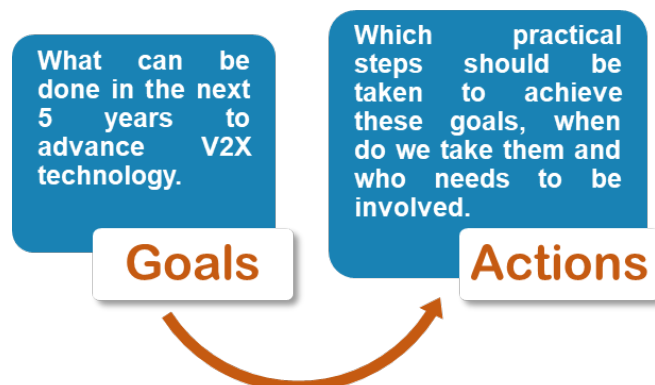 What can be
done in the next
5 years to
advance V2X
technology.
Goals
Which practical
steps should be
taken to achieve
these goals, when
do we take them and
who needs to be
involved.
Actions